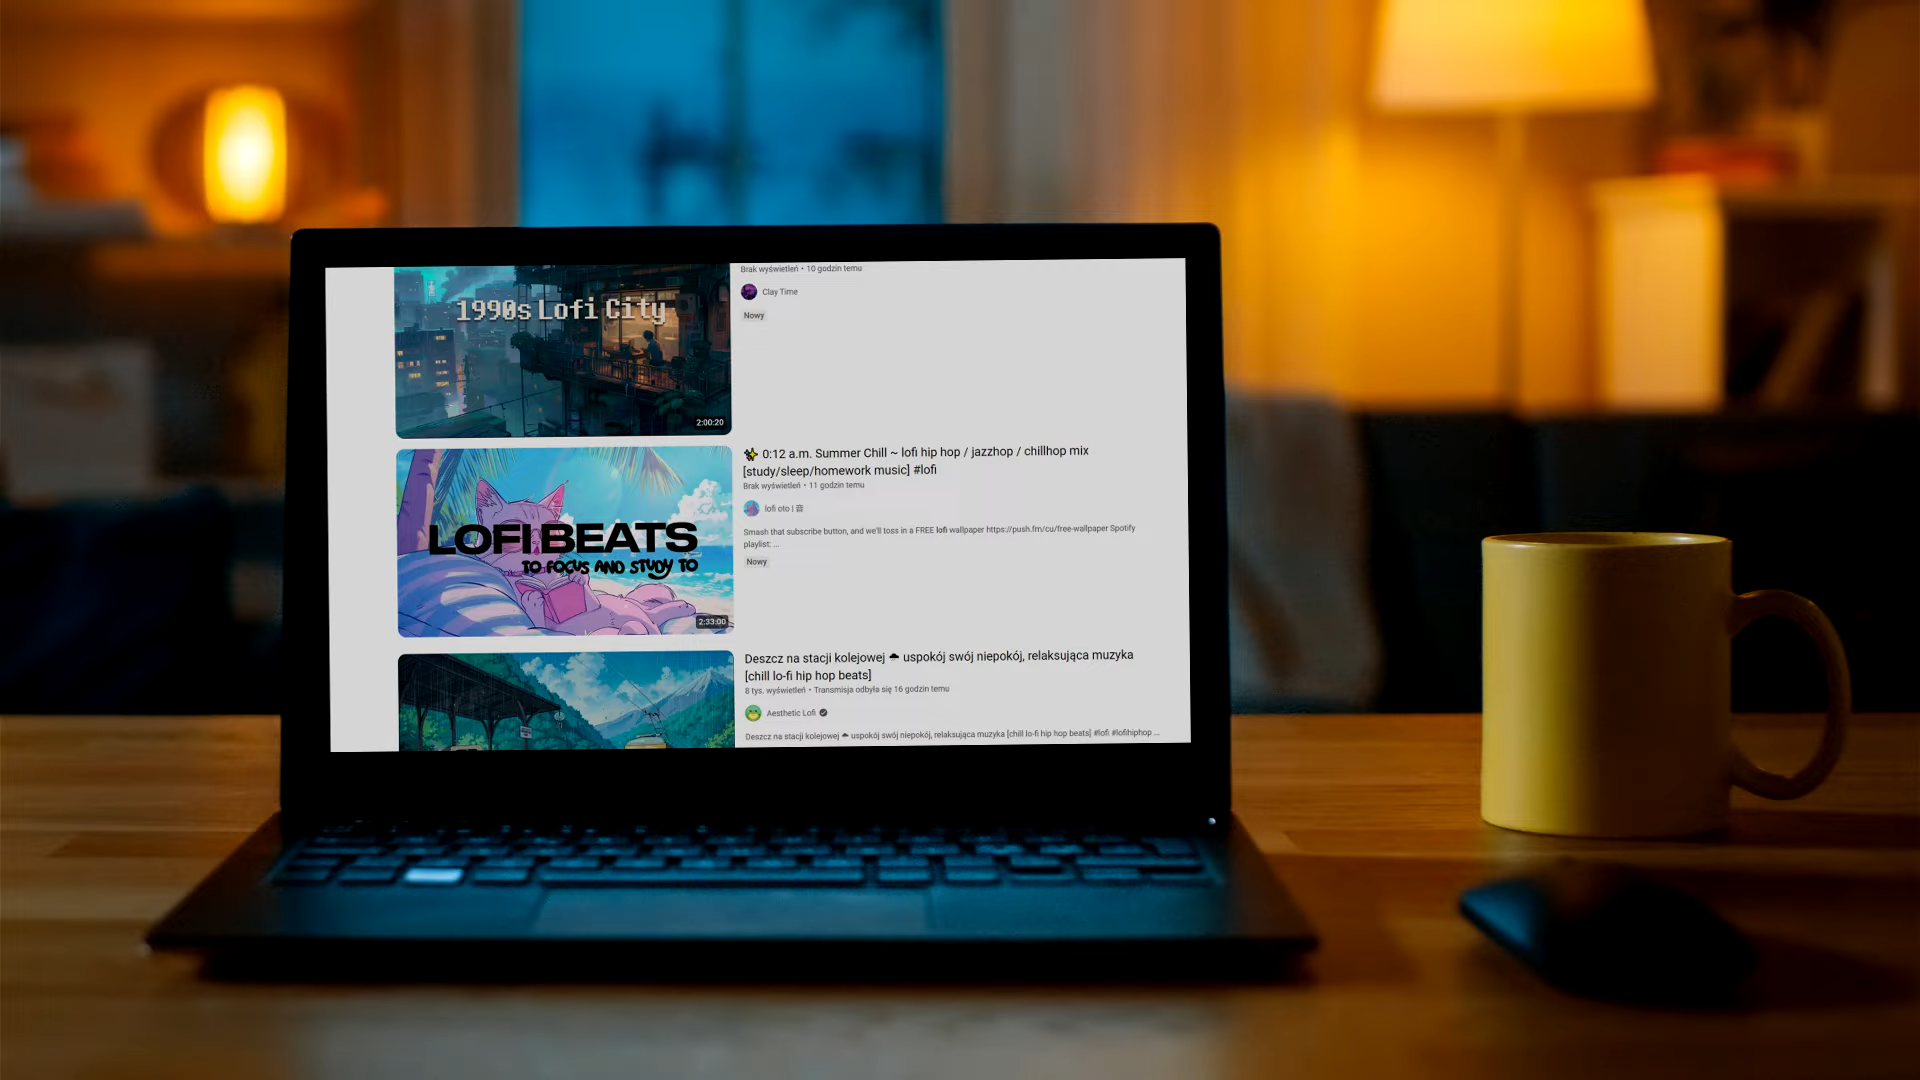 1990s Lofi City
2:00:20
Brak wyświetleń • 10 godzin temu
Clay Time
Nowy
LOFI BEATS
TO FOCUS AND STUDY TO
2:33:00
✨ 0:12 a.m. Summer Chill ~ lofi hip hop / jazzhop / chillhop mix
[study/sleep/homework music] #lofi
Brak wyświetleń • 11 godzin temu
lofi oto | 音
Smash that subscribe button, and we'll toss in a FREE lofi wallpaper https://push.fm/cu/free-wallpaper Spotify
playlist: ...
Nowy
Deszcz na stacji kolejowej 🌧 uspokój swój niepokój, relaksująca muzyka
[chill lo-fi hip hop beats]
8 tys. wyświetleń • Transmisja odbyła się 16 godzin temu
Aesthetic Lofi
Deszcz na stacji kolejowej 🌧 uspokój swój niepokój, relaksująca muzyka [chill lo-fi hip hop beats] #lofi #lofihiphop ...